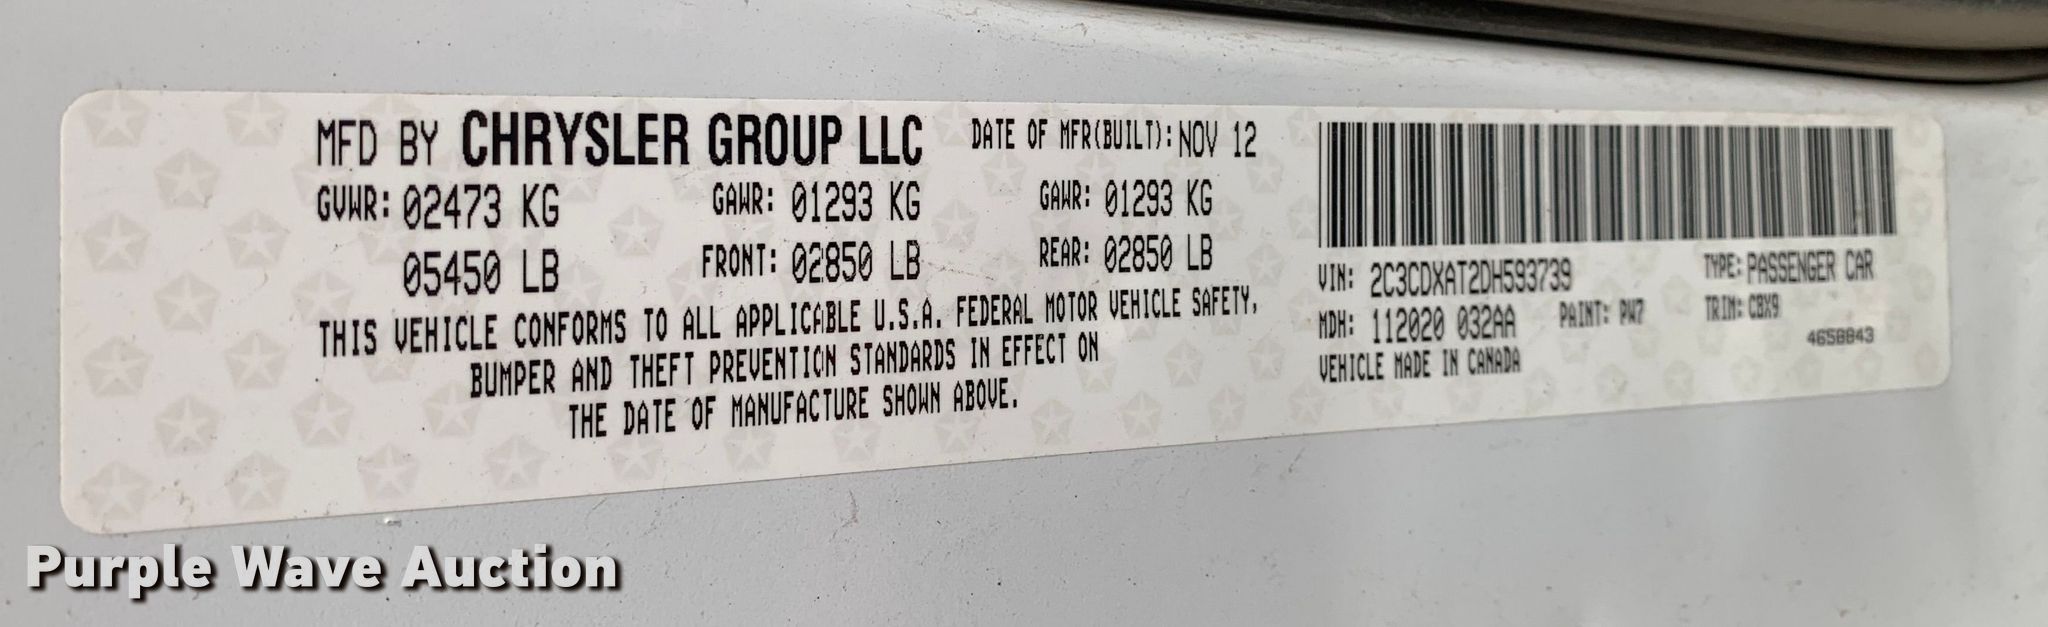 MFD BY CHRYSLER GROUP LLC DATE OF MFR(BUILT): NOV 12
GVWR: 02473 KG GAWR: 01293 KG GAWR: 01293 KG
05450 LB FRONT: 02850 LB REAR: 02850 LB
THIS VEHICLE CONFORMS TO ALL APPLICABLE U.S.A. FEDERAL MOTOR VEHICLE SAFETY,
BUMPER AND THEFT PREVENTION STANDARDS IN EFFECT ON
THE DATE OF MANUFACTURE SHOWN ABOVE.
VIN: 2C3CDXAT2DH593739 TYPE: PASSENGER CAR
MDH: 112020 032AA PAINT: PW7 TRIM: CBX9
VEHICLE MADE IN CANADA 4658843
Purple Wave Auction